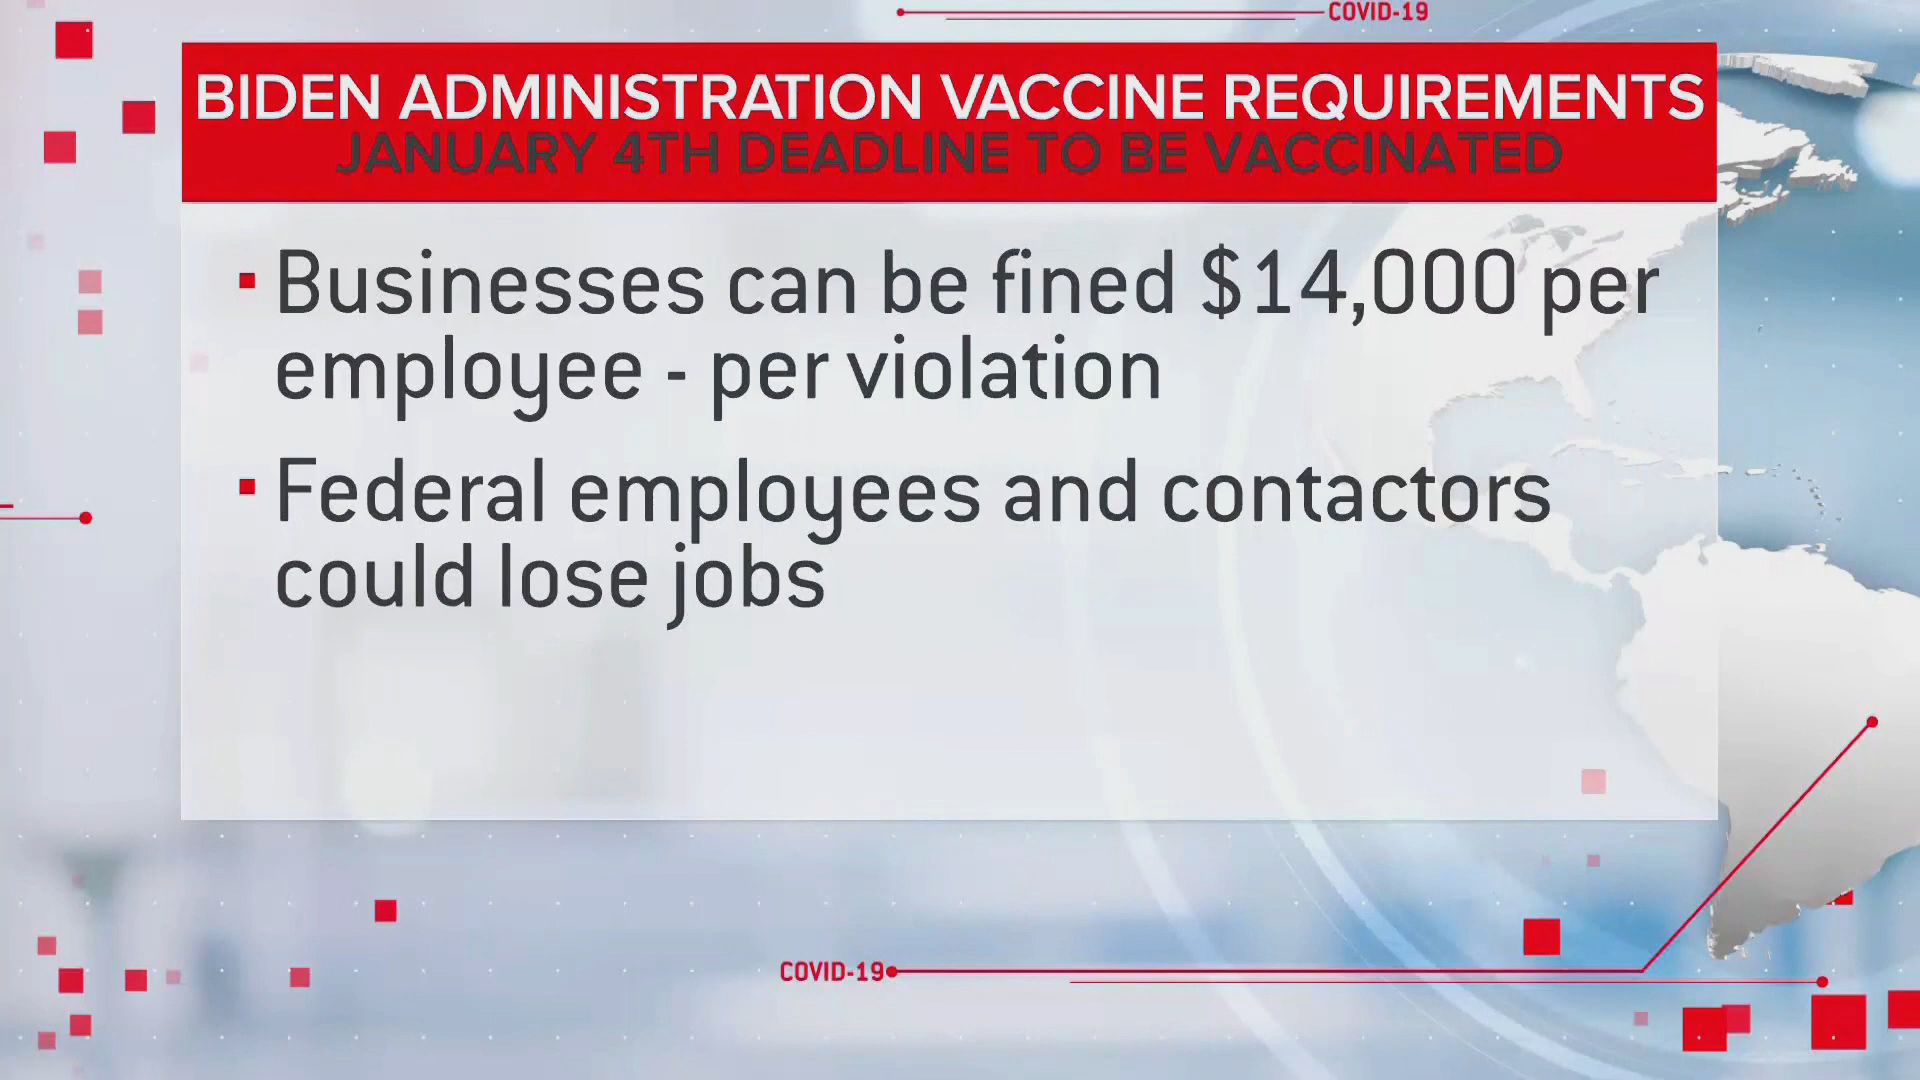 COVID-19
BIDEN ADMINISTRATION VACCINE REQUIREMENTS
JANUARY 4TH DEADLINE TO BE VACCINATED
Businesses can be fined $14,000 per
employee - per violation
Federal employees and contactors
could lose jobs
COVID-19